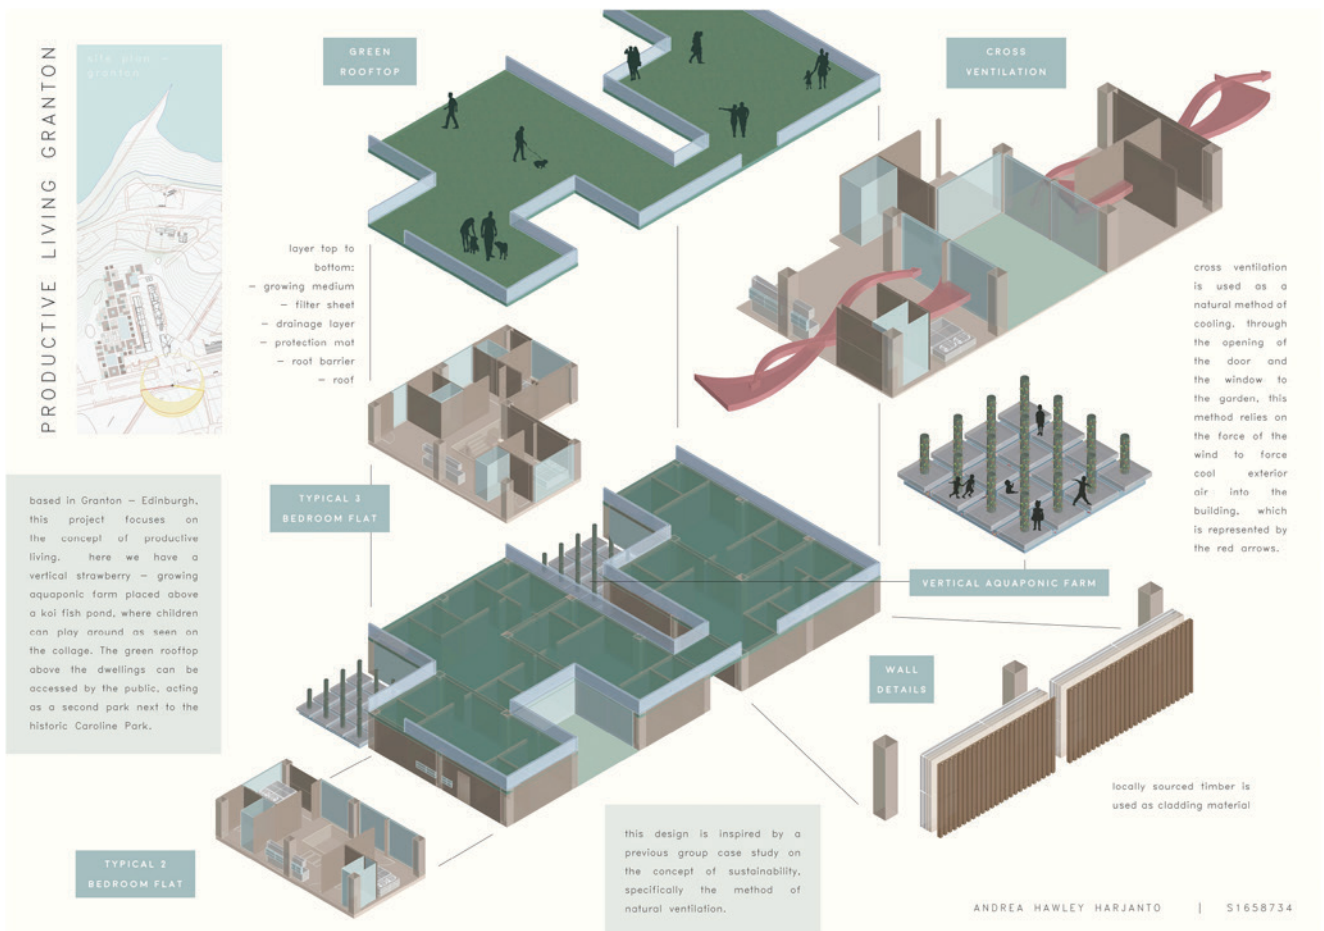 PRODUCTIVE LIVING GRANTON
site plan –
granton
GREEN
ROOFTOP
CROSS
VENTILATION
layer top to
bottom:
– growing medium
– filter sheet
– drainage layer
– protection mat
– root barrier
– roof
cross ventilation
is used as a
natural method of
cooling, through
the opening of
the door and
the window to
the garden, this
method relies on
the force of the
wind to force
cool exterior
air into the
building, which
is represented by
the red arrows.
TYPICAL 3
BEDROOM FLAT
based in Granton – Edinburgh,
this project focuses on
the concept of productive
living. here we have a
vertical strawberry – growing
aquaponic farm placed above
a koi fish pond, where children
can play around as seen on
the collage. The green rooftop
above the dwellings can be
accessed by the public, acting
as a second park next to the
historic Caroline Park.
VERTICAL AQUAPONIC FARM
WALL
DETAILS
locally sourced timber is
used as cladding material
TYPICAL 2
BEDROOM FLAT
this design is inspired by a
previous group case study on
the concept of sustainability,
specifically the method of
natural ventilation.
ANDREA HAWLEY HARJANTO | S1658734